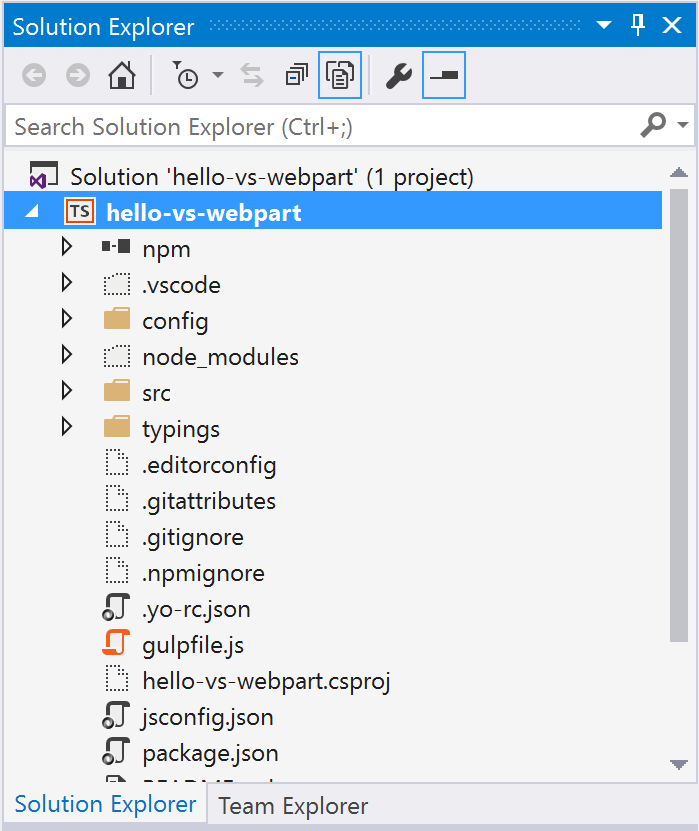 Solution Explorer
Search Solution Explorer (Ctrl+;)
Solution 'hello-vs-webpart' (1 project)
TS hello-vs-webpart
npm
.vscode
config
node_modules
src
typings
.editorconfig
.gitattributes
.gitignore
.npmignore
.yo-rc.json
gulpfile.js
hello-vs-webpart.csproj
jsconfig.json
package.json
Solution Explorer Team Explorer